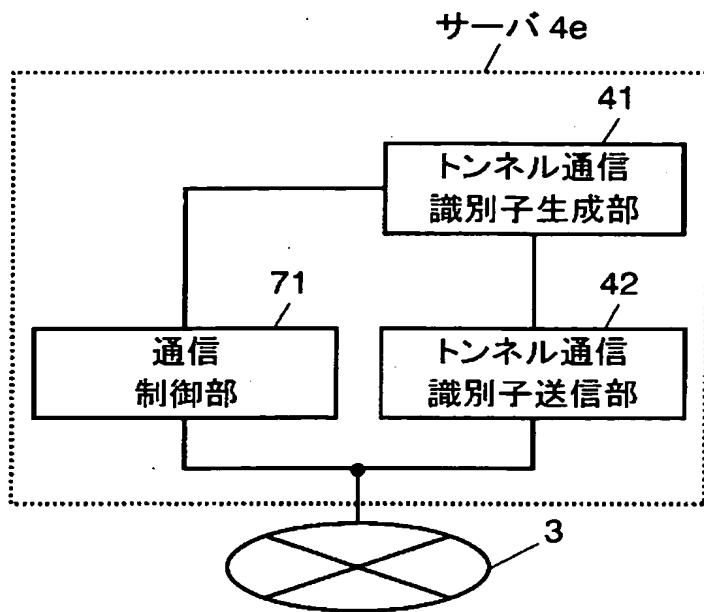 サーバ 4e
41
トンネル通信
識別子生成部
71
通信
制御部
42
トンネル通信
識別子送信部
3